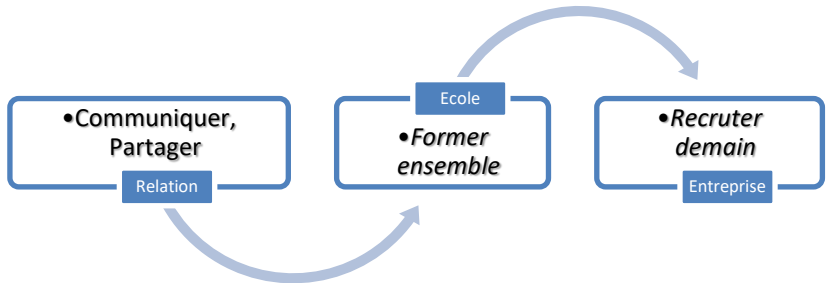 •Communiquer,
Partager
Relation
Ecole
•Former
ensemble
•Recruter
demain
Entreprise